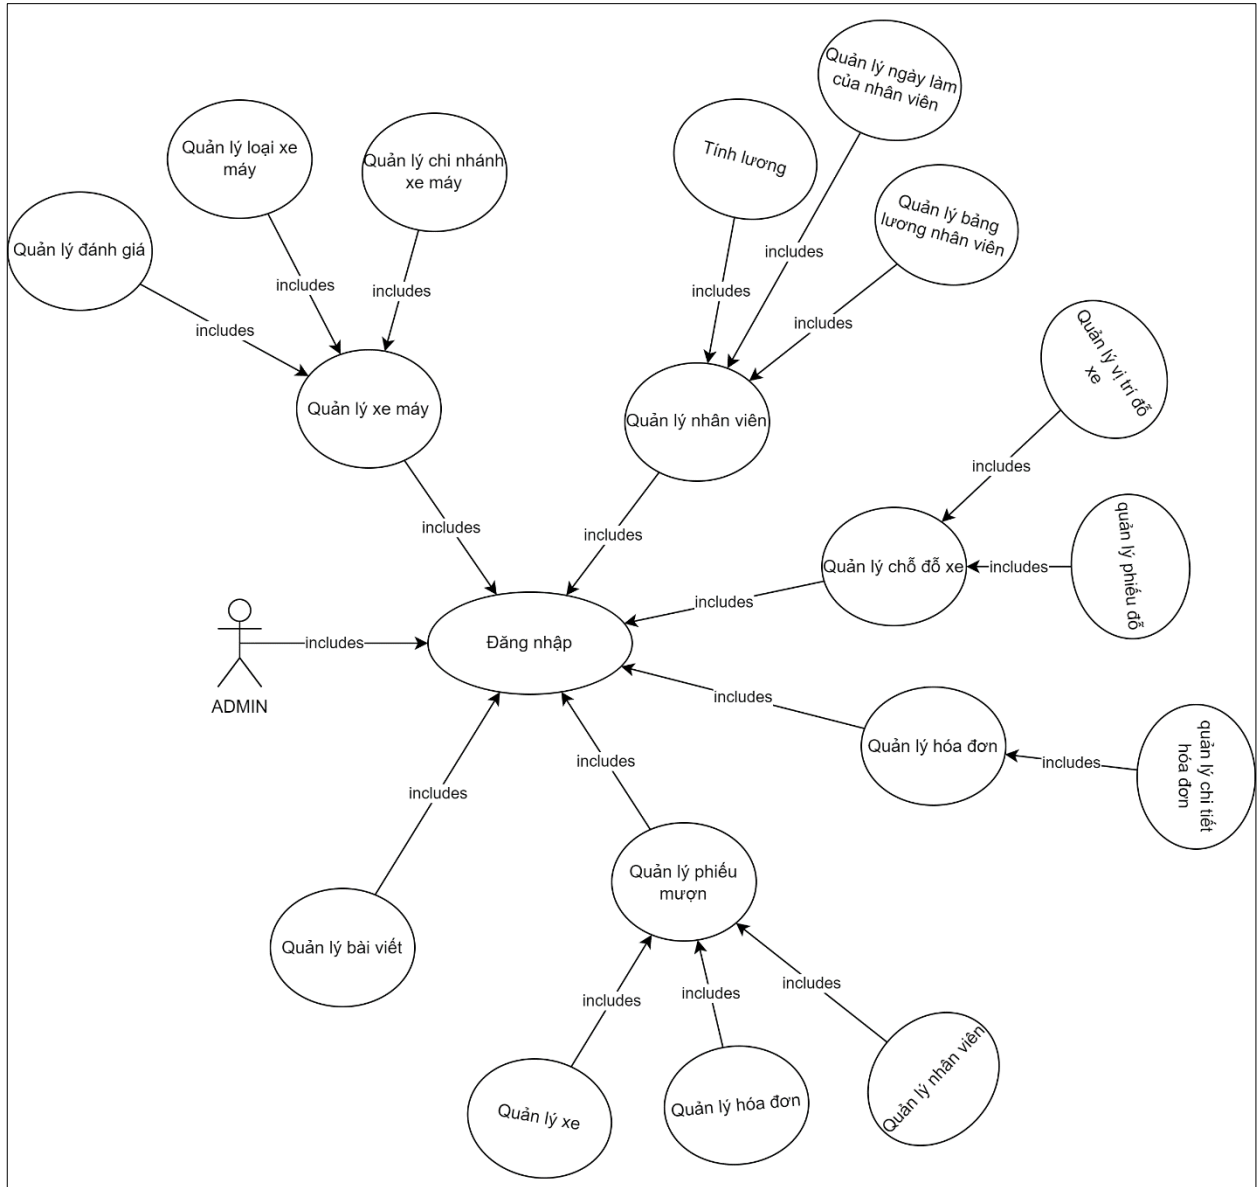 Quản lý ngày làm
của nhân viên
Quản lý loại xe
máy
Quản lý chi nhánh
xe máy
Tính lương
Quản lý bảng
lương nhân viên
Quản lý đánh giá
includes
includes
includes
includes
includes
includes
Quản lý vị trí đỗ
xe
Quản lý xe máy
Quản lý nhân viên
includes
includes
includes
Quản lý chỗ đỗ xe
includes
quản lý phiếu đỗ
includes
ADMIN
includes
Đăng nhập
includes
Quản lý hóa đơn
includes
quản lý chi tiết
hóa đơn
includes
includes
Quản lý phiếu
mượn
Quản lý bài viết
includes
includes
includes
Quản lý xe
Quản lý hóa đơn
Quản lý nhân viên